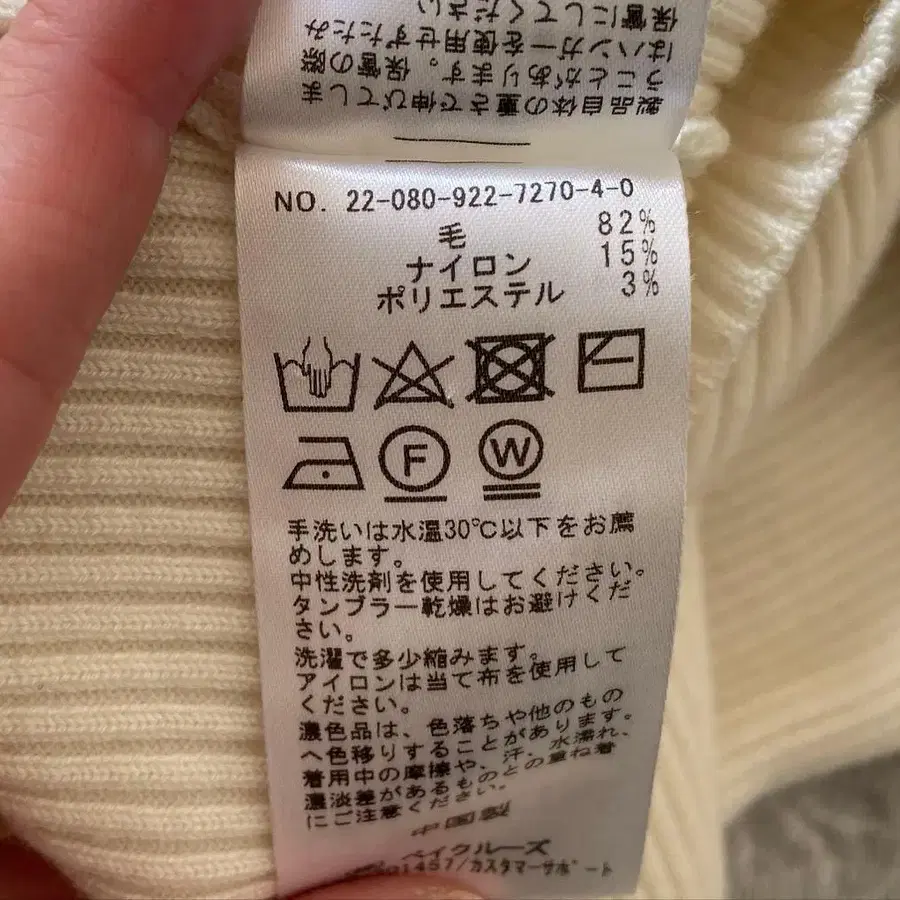 製品自体の重さで伸びてしま
うことがあります。保管の際
はハンガーを使用せずたたみ
保管にしてください
NO. 22-080-922-7270-4-0
毛 82%
ナイロン 15%
ポリエステル 3%
F W
手洗いは水温30℃以下をお薦
めします。
中性洗剤を使用してください。
タンブラー乾燥はお避けくだ
さい。
洗濯で多少縮みます。
アイロンは当て布を使用して
ください。
濃色品は、色落ちや他のもの
へ色移りすることがあります。
着用中の摩擦や、汗、水濡れ、
濃淡差があるものとの重ね着
にご注意ください。
中国製
ベイクルーズ
/カスタマーサポート